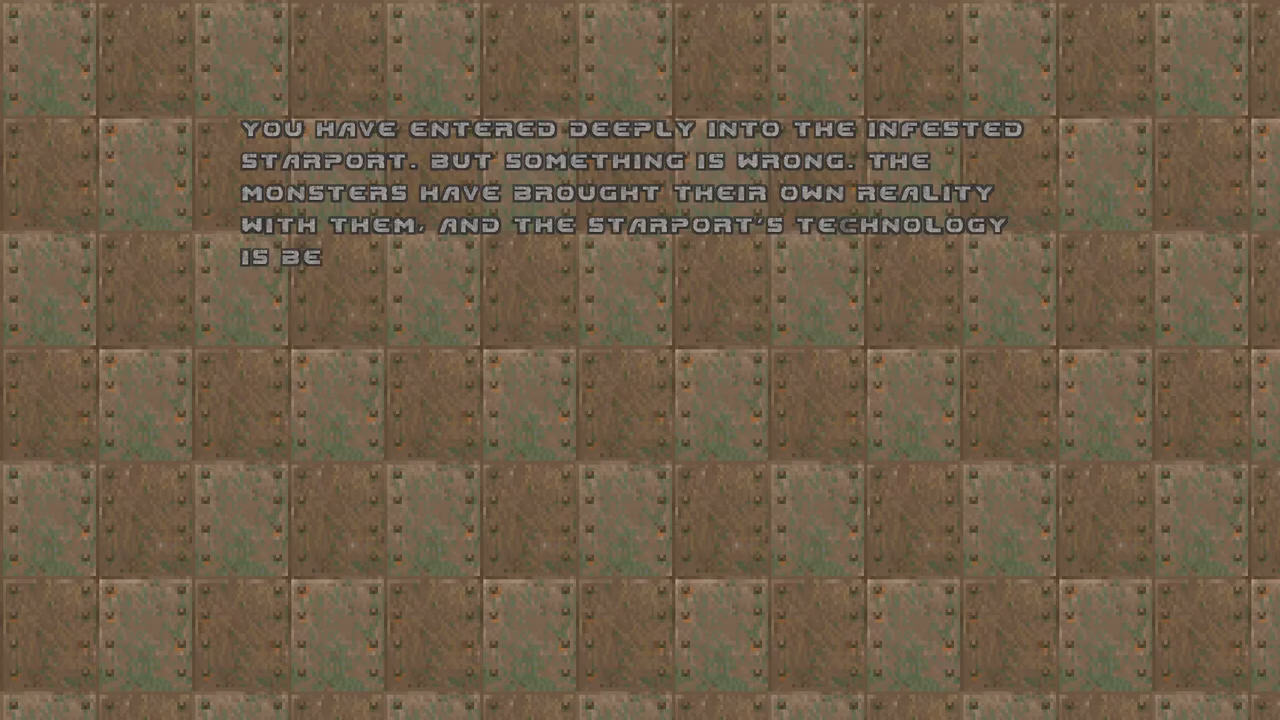 YOU HAVE ENTERED DEEPLY INTO THE INFESTED
STARPORT. BUT SOMETHING IS WRONG. THE
MONSTERS HAVE BROUGHT THEIR OWN REALITY
WITH THEM, AND THE STARPORT'S TECHNOLOGY
IS BE